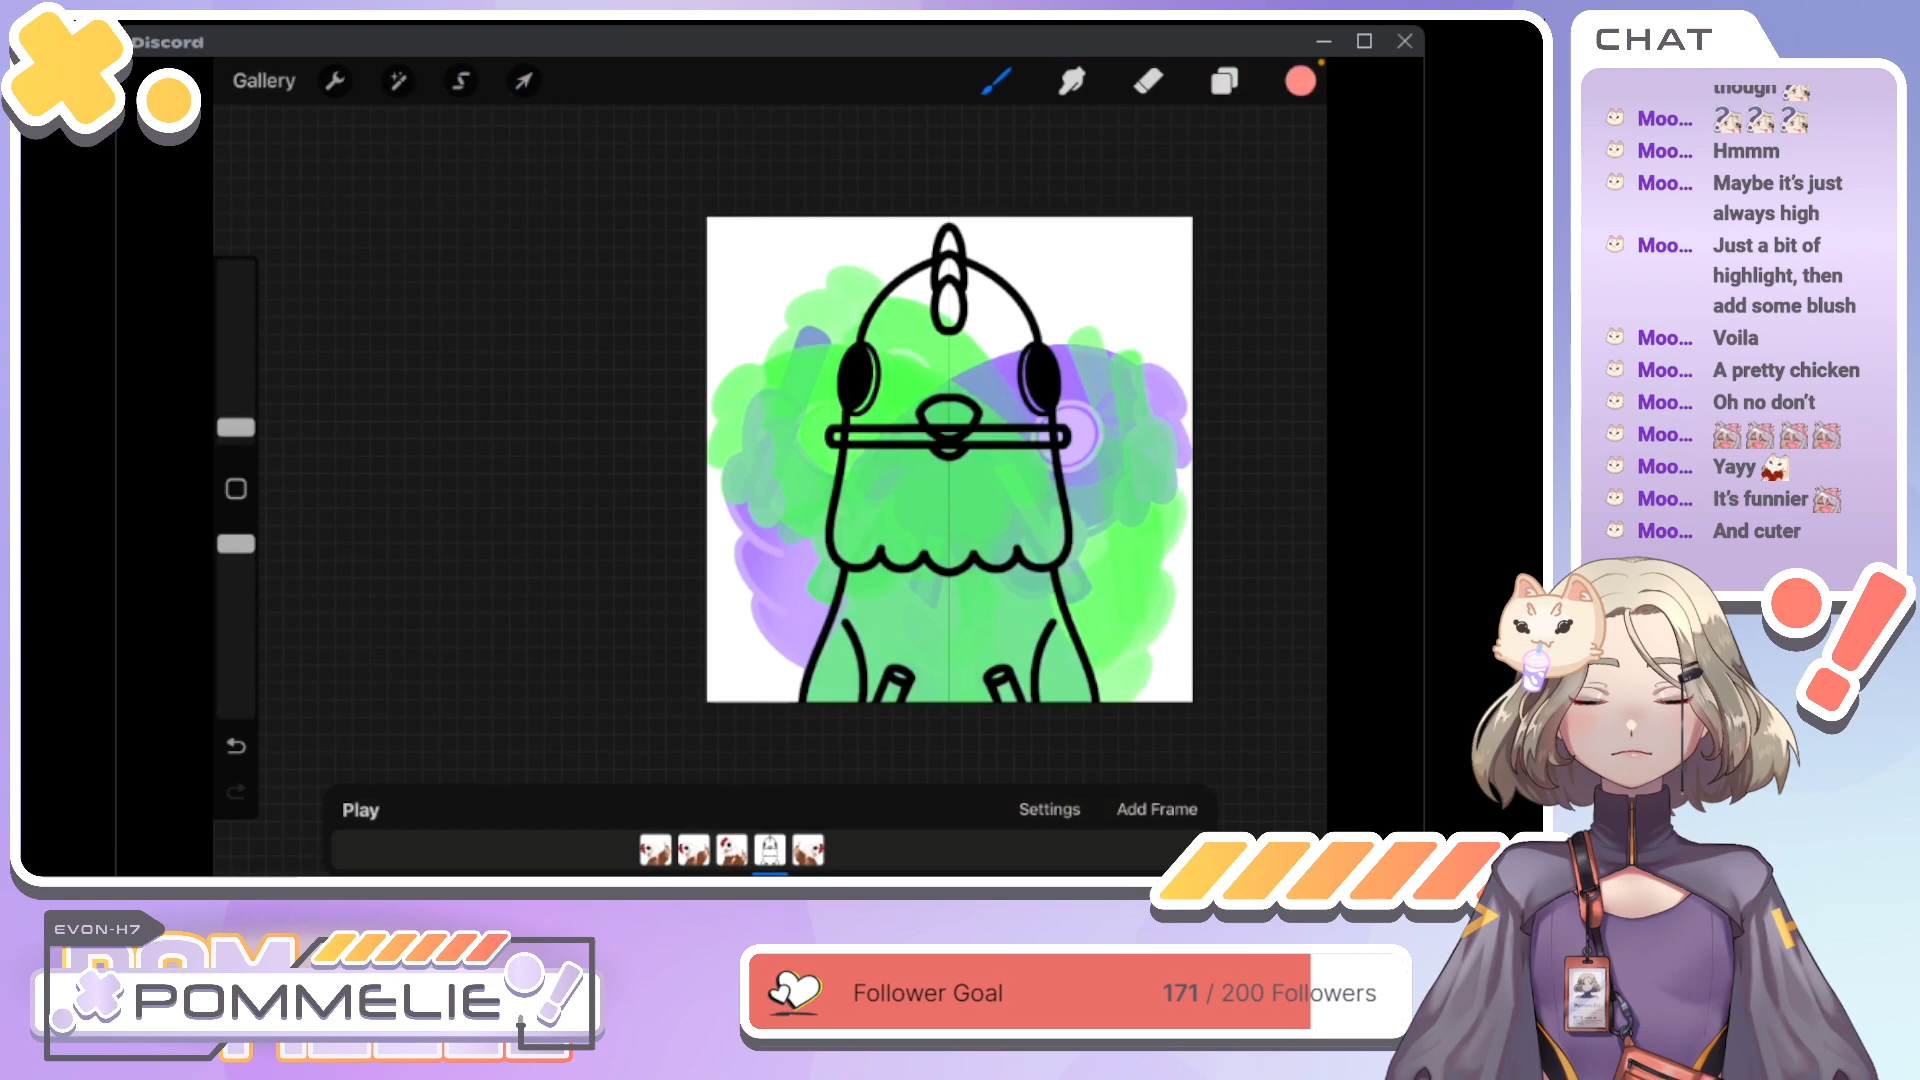 Discord
Gallery
CHAT
though
Moo...
Moo... Hmmm
Moo... Maybe it's just
always high
Moo... Just a bit of
highlight, then
add some blush
Moo... Voila
Moo... A pretty chicken
Moo... Oh no don't
Moo...
Moo... Yayy
Moo... It's funnier
Moo... And cuter
Play
Settings
Add Frame
EVON-H7
POMMELIE
Follower Goal
171 / 200 Followers